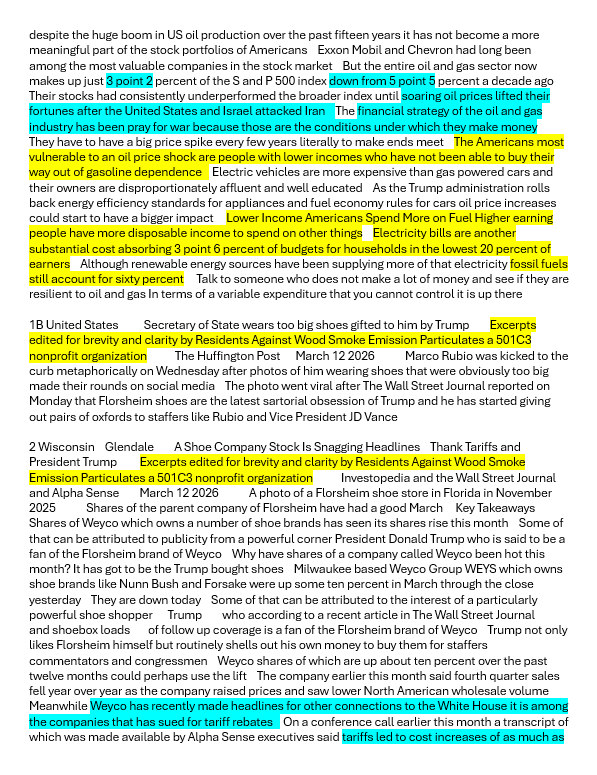 despite the huge boom in US oil production over the past fifteen years it has not become a more
meaningful part of the stock portfolios of Americans Exxon Mobil and Chevron had long been
among the most valuable companies in the stock market But the entire oil and gas sector now
makes up just 3 point 2 percent of the S and P 500 index down from 5 point 5 percent a decade ago
Their stocks had consistently underperformed the broader index until soaring oil prices lifted their
fortunes after the United States and Israel attacked Iran The financial strategy of the oil and gas
industry has been pray for war because those are the conditions under which they make money
They have to have a big price spike every few years literally to make ends meet The Americans most
vulnerable to an oil price shock are people with lower incomes who have not been able to buy their
way out of gasoline dependence Electric vehicles are more expensive than gas powered cars and
their owners are disproportionately affluent and well educated As the Trump administration rolls
back energy efficiency standards for appliances and fuel economy rules for cars oil price increases
could start to have a bigger impact Lower Income Americans Spend More on Fuel Higher earning
people have more disposable income to spend on other things Electricity bills are another
substantial cost absorbing 3 point 6 percent of budgets for households in the lowest 20 percent of
earners Although renewable energy sources have been supplying more of that electricity fossil fuels
still account for sixty percent Talk to someone who does not make a lot of money and see if they are
resilient to oil and gas In terms of a variable expenditure that you cannot control it is up there
1B United States Secretary of State wears too big shoes gifted to him by Trump Excerpts
edited for brevity and clarity by Residents Against Wood Smoke Emission Particulates a 501C3
nonprofit organization The Huffington Post March 12 2026 Marco Rubio was kicked to the
curb metaphorically on Wednesday after photos of him wearing shoes that were obviously too big
made their rounds on social media The photo went viral after The Wall Street Journal reported on
Monday that Florsheim shoes are the latest sartorial obsession of Trump and he has started giving
out pairs of oxfords to staffers like Rubio and Vice President JD Vance
2 Wisconsin Glendale A Shoe Company Stock Is Snagging Headlines Thank Tariffs and
President Trump Excerpts edited for brevity and clarity by Residents Against Wood Smoke
Emission Particulates a 501C3 nonprofit organization Investopedia and the Wall Street Journal
and Alpha Sense March 12 2026 A photo of a Florsheim shoe store in Florida in November
2025 Shares of the parent company of Florsheim have had a good March Key Takeaways
Shares of Weyco which owns a number of shoe brands has seen its shares rise this month Some of
that can be attributed to publicity from a powerful corner President Donald Trump who is said to be a
fan of the Florsheim brand of Weyco Why have shares of a company called Weyco been hot this
month? It has got to be the Trump bought shoes Milwaukee based Weyco Group WEYS which owns
shoe brands like Nunn Bush and Forsake were up some ten percent in March through the close
yesterday They are down today Some of that can be attributed to the interest of a particularly
powerful shoe shopper Trump who according to a recent article in The Wall Street Journal
and shoebox loads of follow up coverage is a fan of the Florsheim brand of Weyco Trump not only
likes Florsheim himself but routinely shells out his own money to buy them for staffers
commentators and congressmen Weyco shares of which are up about ten percent over the past
twelve months could perhaps use the lift The company earlier this month said fourth quarter sales
fell year over year as the company raised prices and saw lower North American wholesale volume
Meanwhile Weyco has recently made headlines for other connections to the White House it is among
the companies that has sued for tariff rebates On a conference call earlier this month a transcript of
which was made available by Alpha Sense executives said tariffs led to cost increases of as much as